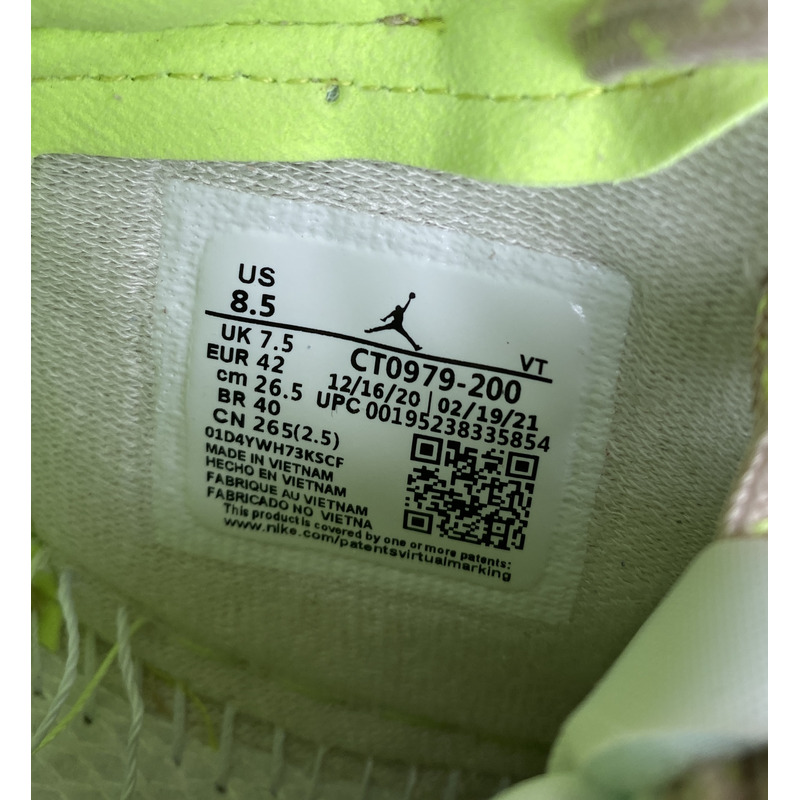 US
8.5
UK 7.5
EUR 42
cm 26.5
BR 40
CN 265(2.5)
VT
CT0979-200
12/16/20 | 02/19/21
UPC 00195238335854
01D4YWH73KSCF
MADE IN VIETNAM
HECHO EN VIETNAM
FABRIQUE AU VIETNAM
FABRICADO NO VIETNA
This product is covered by one or more patents:
www.nike.com/patentsvirtualmarking